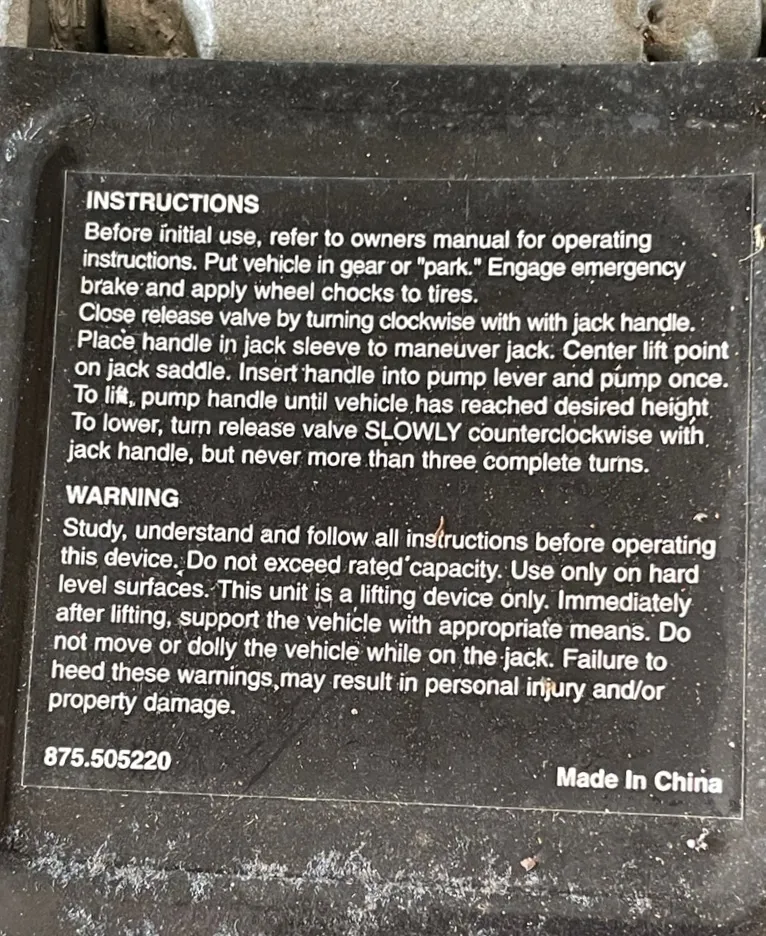 INSTRUCTIONS
Before initial use, refer to owners manual for operating
instructions. Put vehicle in gear or "park." Engage emergency
brake and apply wheel chocks to tires.
Close release valve by turning clockwise with with jack handle.
Place handle in jack sleeve to maneuver jack. Center lift point
on jack saddle. Insert handle into pump lever and pump once.
To lift, pump handle until vehicle has reached desired height
To lower, turn release valve SLOWLY counterclockwise with
jack handle, but never more than three complete turns.
WARNING
Study, understand and follow all instructions before operating
this device. Do not exceed rated capacity. Use only on hard
level surfaces. This unit is a lifting device only. Immediately
after lifting, support the vehicle with appropriate means. Do
not move or dolly the vehicle while on the jack. Failure to
heed these warnings may result in personal injury and/or
property damage.
875.505220
Made In China